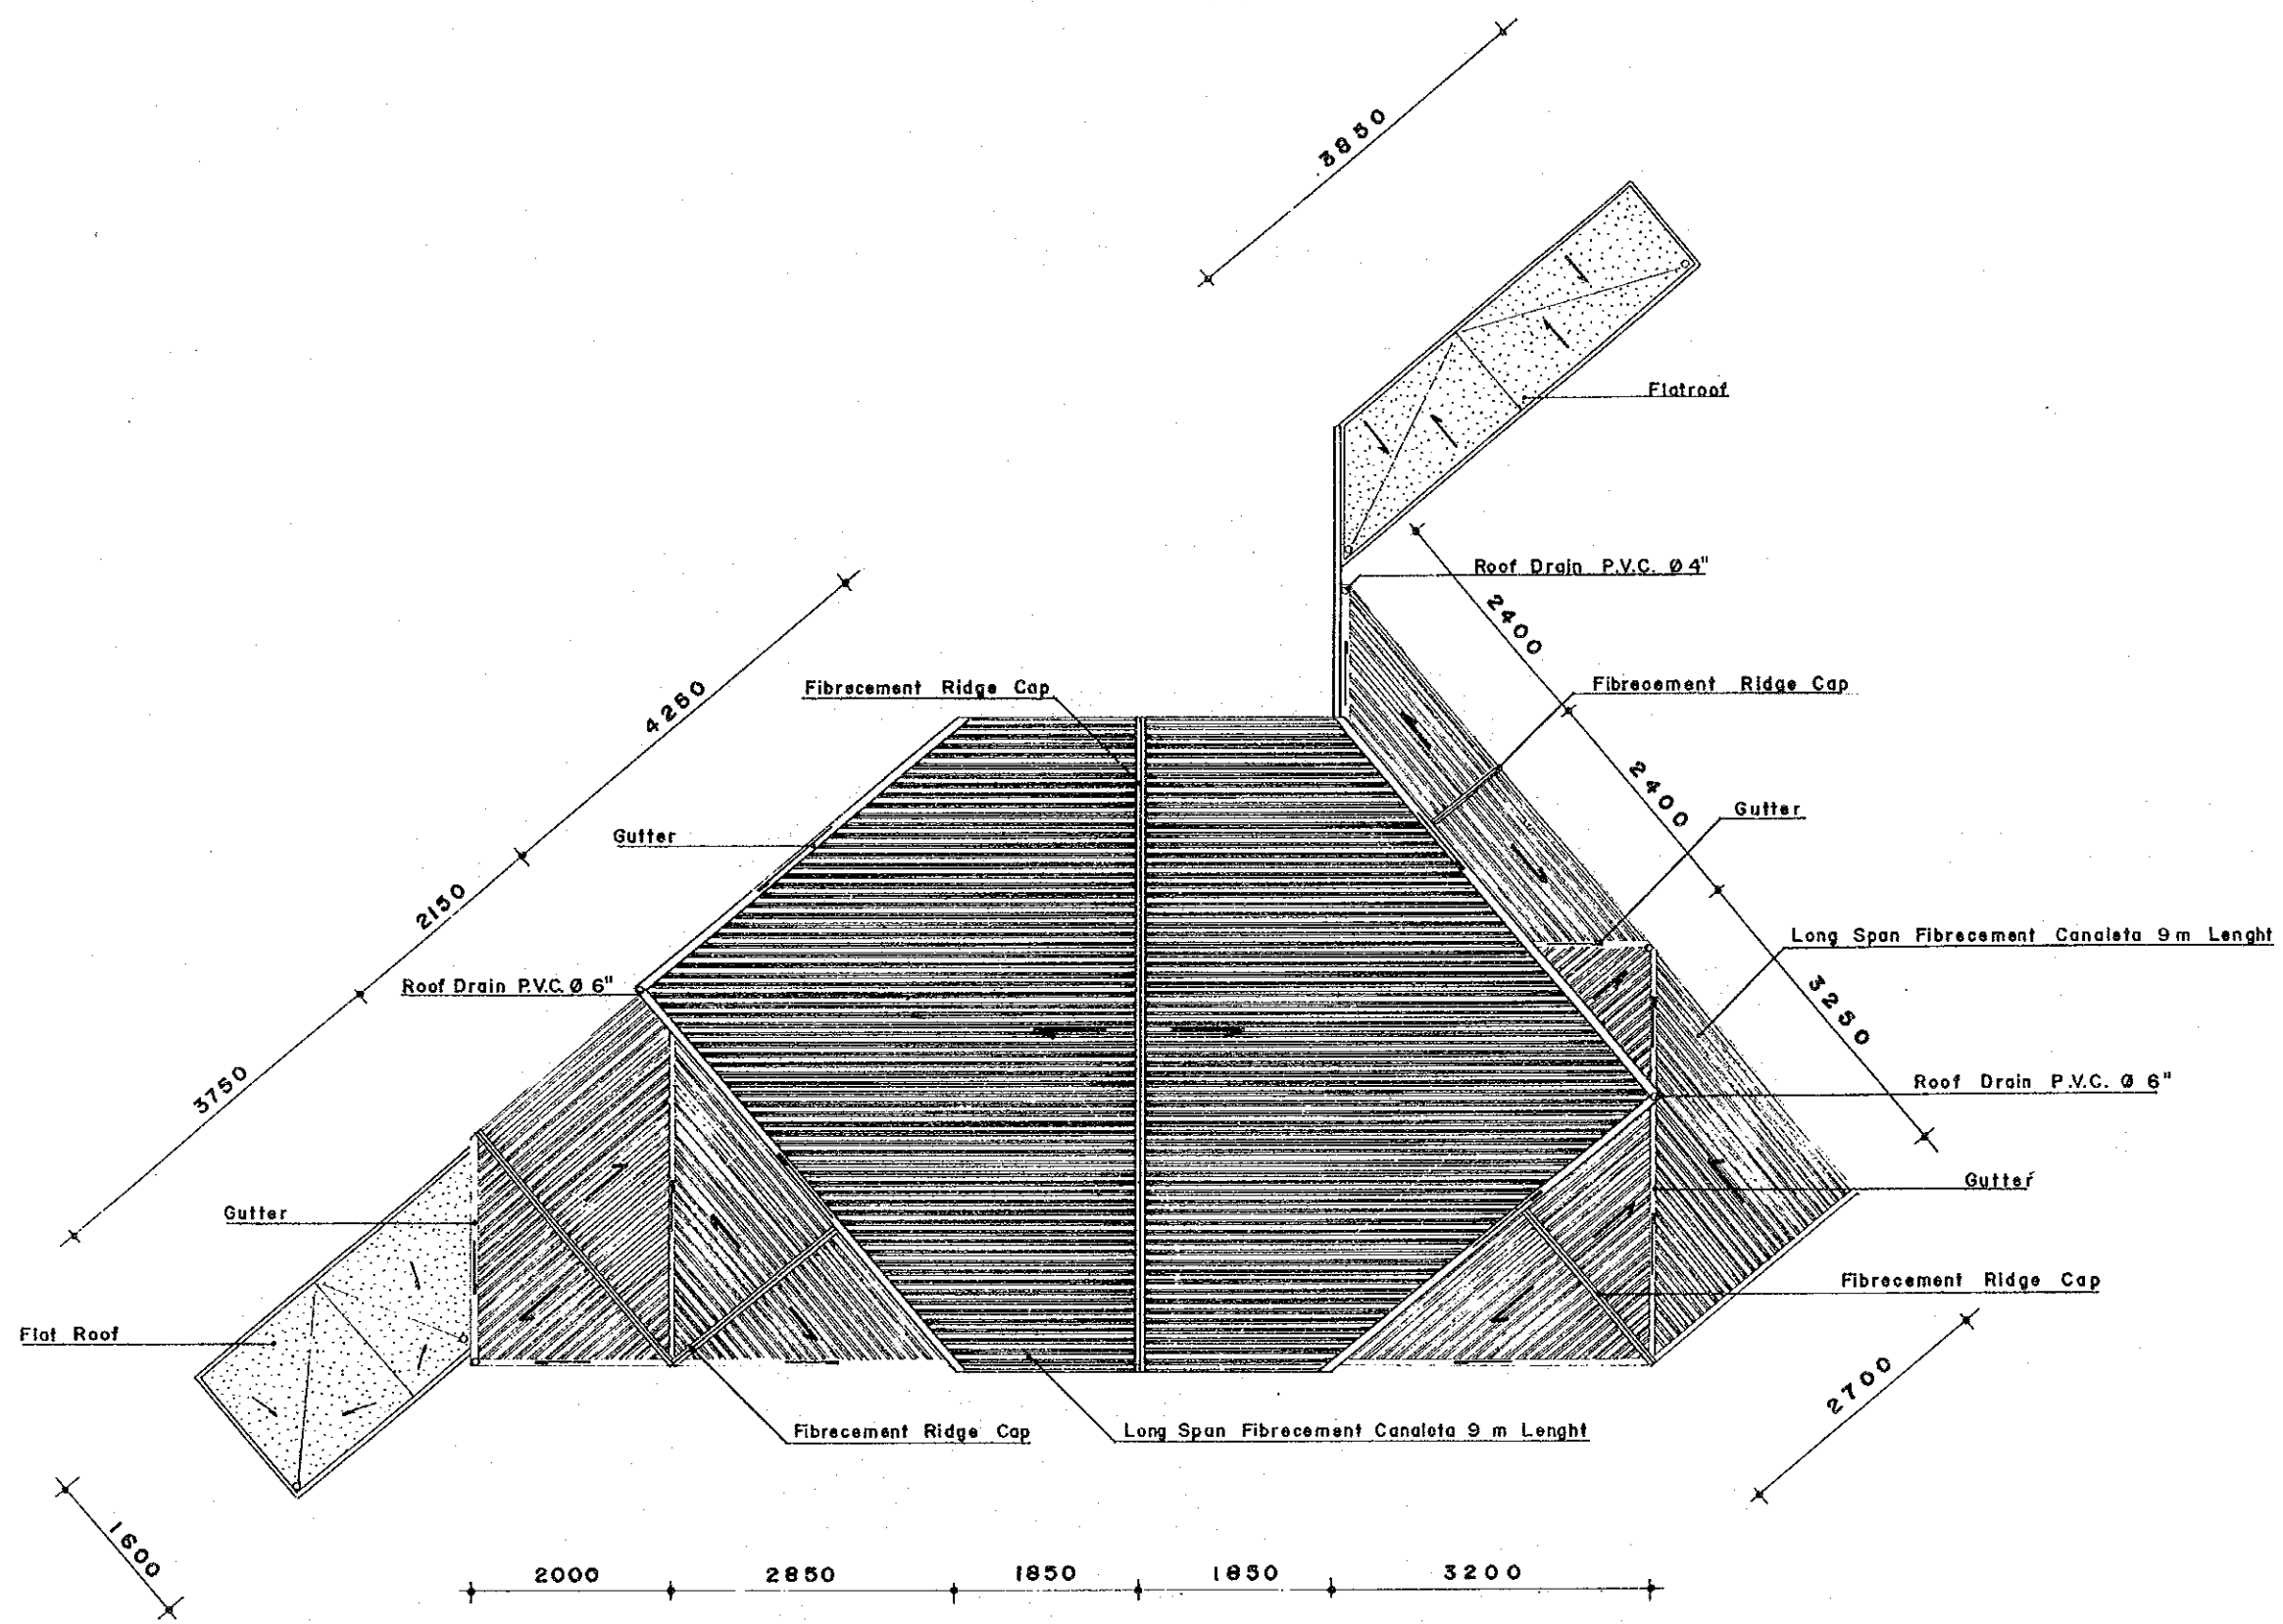 3850
Flatroof
Roof Drain P.V.C. Ø 4"
2400
Fibrecement Ridge Cap
Fibrecement Ridge Cap
4260
2400
Gutter
Gutter
2150
Long Span Fibrecement Canaleta 9 m Lenght
Roof Drain P.V.C. Ø 6"
3250
3750
Roof Drain P.V.C. Ø 6"
Gutter
Gutter
Fibrecement Ridge Cap
Flat Roof
2700
Fibrecement Ridge Cap
Long Span Fibrecement Canaleta 9 m Lenght
1600
2000
2850
1850
1850
3200